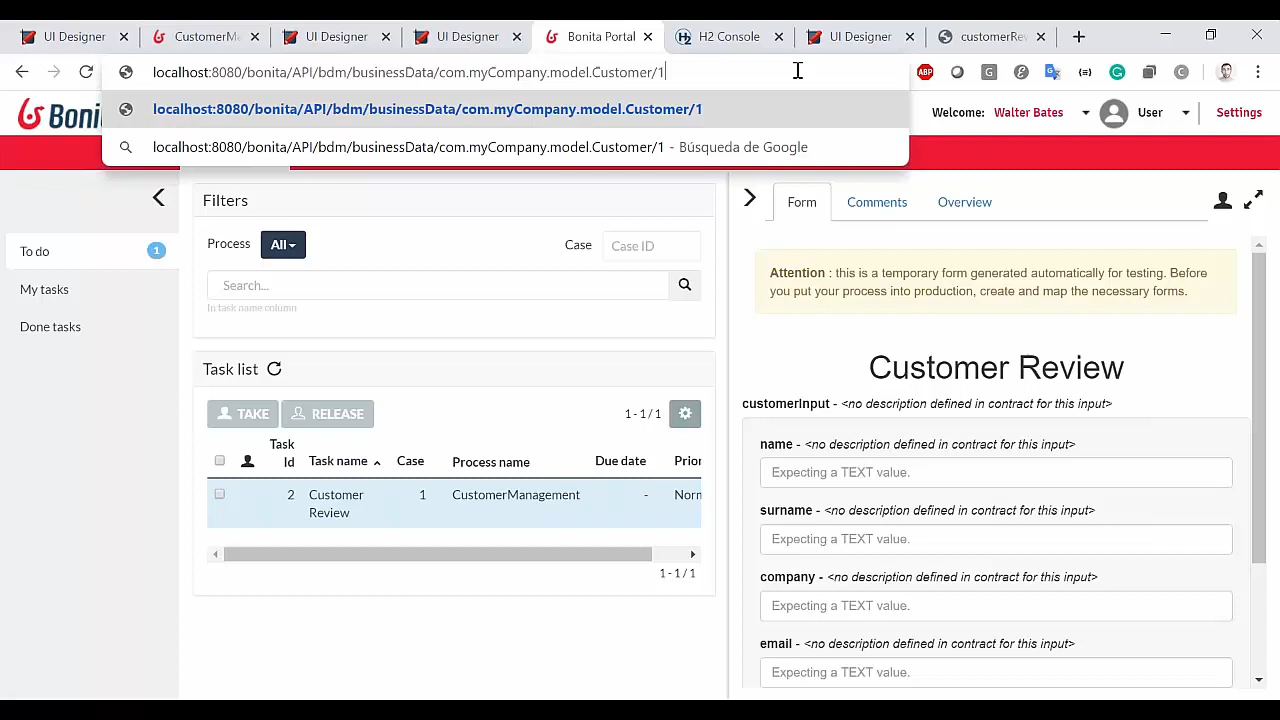 UI Designer
CustomerMa
UI Designer
UI Designer
Bonita Portal
H2 Console
UI Designer
customerRev
localhost:8080/bonita/API/bdm/businessData/com.myCompany.model.Customer/1
ABP
localhost:8080/bonita/API/bdm/businessData/com.myCompany.model.Customer/1
localhost:8080/bonita/API/bdm/businessData/com.myCompany.model.Customer/1 - Búsqueda de Google
Boni
Welcome: Walter Bates
User
Settings
To do 1
My tasks
Done tasks
Filters
Process All
Case Case ID
Search...
In task name column
Task list
TAKE
RELEASE
1 - 1 / 1
Task Id
Task name
Case
Process name
Due date
Prior
2
Customer Review
1
CustomerManagement
-
Norn
1 - 1 / 1
Form
Comments
Overview
Attention : this is a temporary form generated automatically for testing. Before
you put your process into production, create and map the necessary forms.
Customer Review
customerInput - <no description defined in contract for this input>
name - <no description defined in contract for this input>
Expecting a TEXT value.
surname - <no description defined in contract for this input>
Expecting a TEXT value.
company - <no description defined in contract for this input>
Expecting a TEXT value.
email - <no description defined in contract for this input>
Expecting a TEXT value.